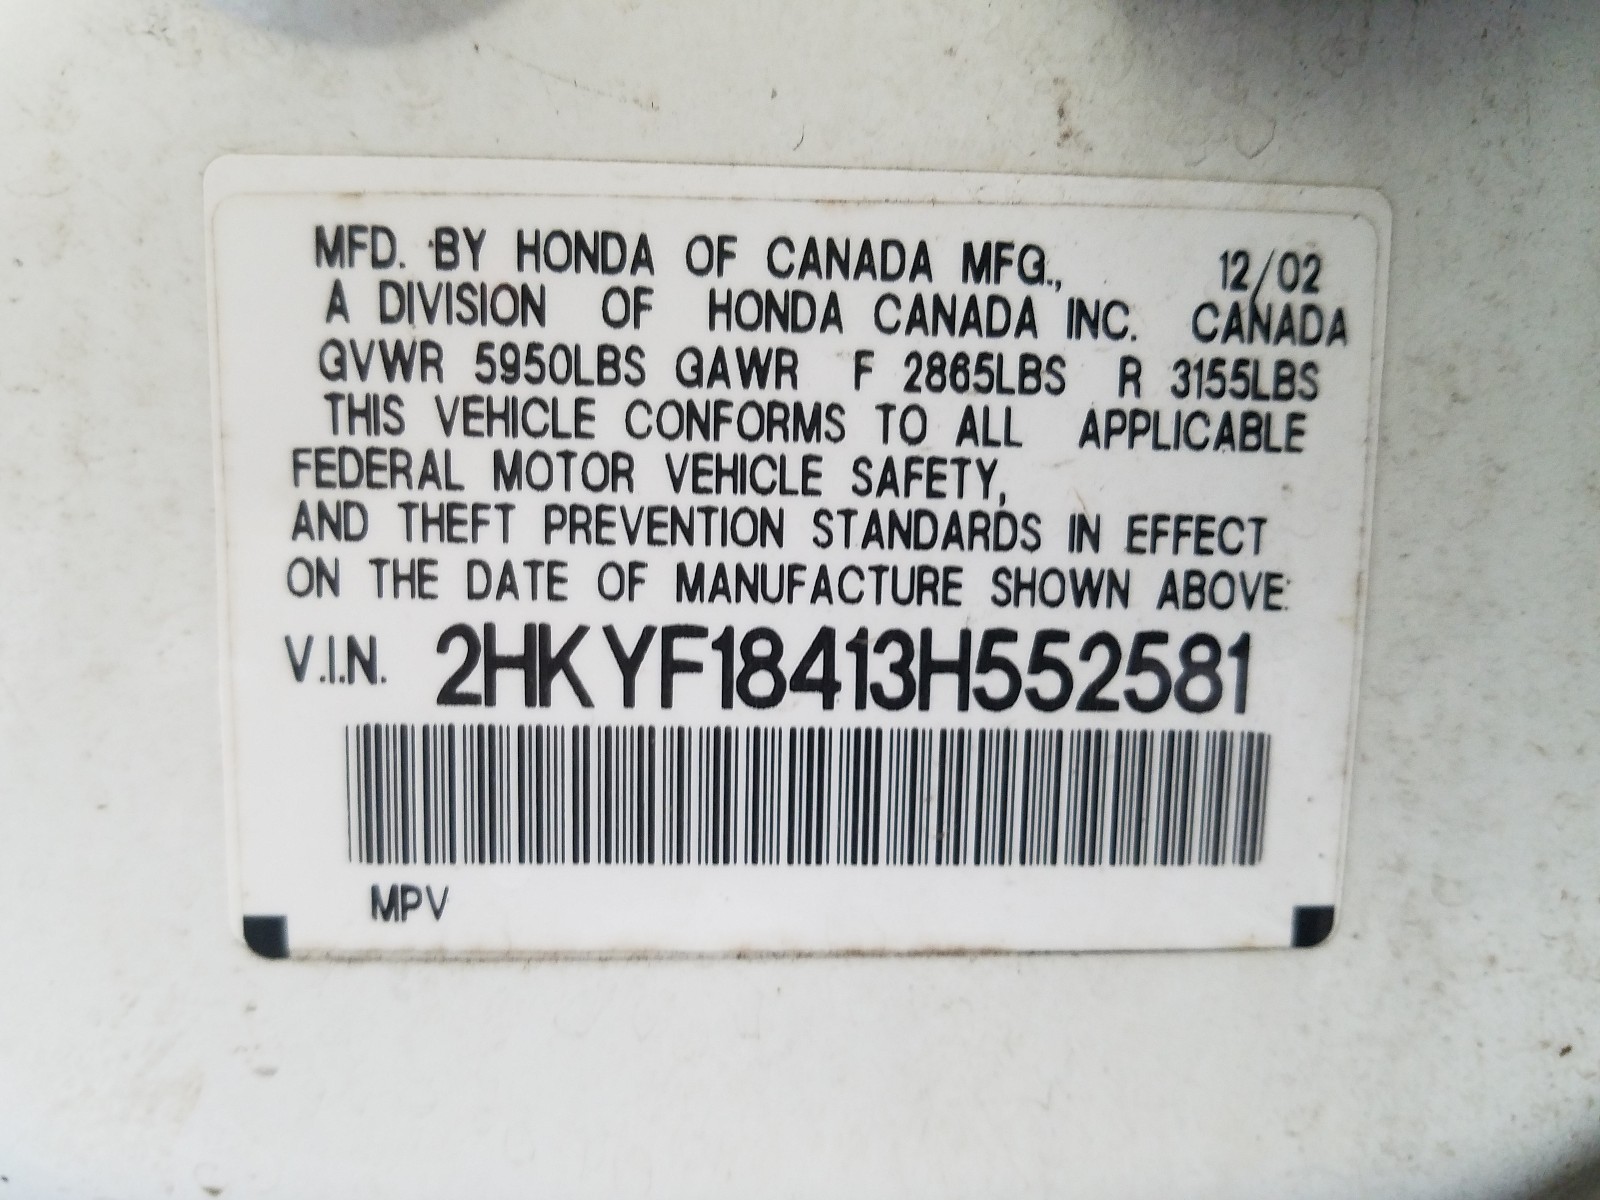 MFD. BY HONDA OF CANADA MFG., 12/02
A DIVISION OF HONDA CANADA INC. CANADA
GVWR 5950LBS GAWR F 2865LBS R 3155LBS
THIS VEHICLE CONFORMS TO ALL APPLICABLE
FEDERAL MOTOR VEHICLE SAFETY,
AND THEFT PREVENTION STANDARDS IN EFFECT
ON THE DATE OF MANUFACTURE SHOWN ABOVE:
V.I.N. 2HKYF18413H552581
MPV